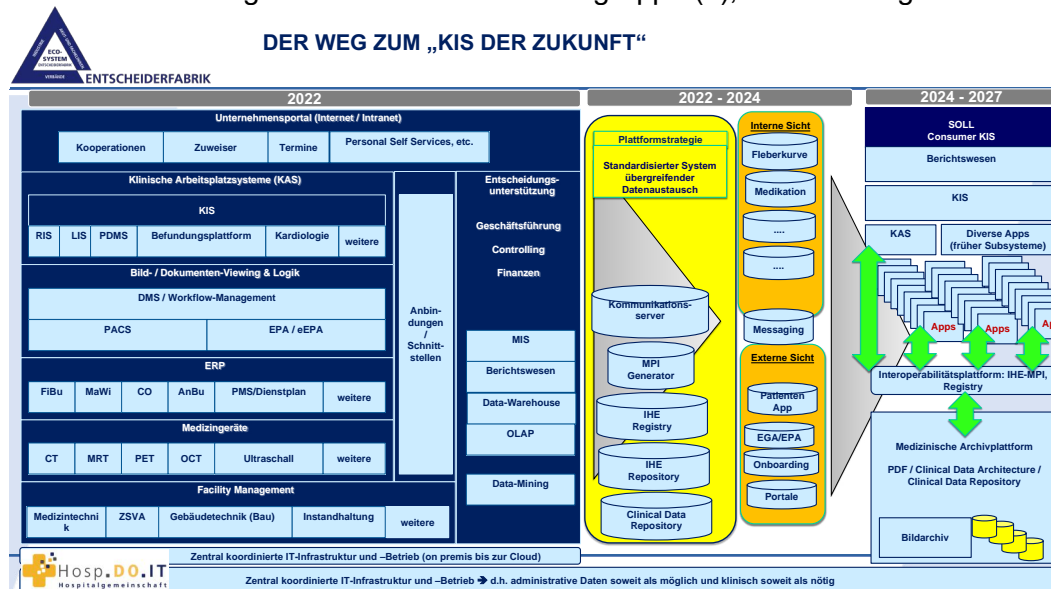 DER WEG ZUM „KIS DER ZUKUNFT“
ECO-
SYSTEM
ENTSCHEIDERFABRIK
VERBÄNDE
ENTSCHEIDERFABRIK
2022
Unternehmensportal (Internet / Intranet)
Kooperationen
Zuweiser
Termine
Personal Self Services, etc.
Klinische Arbeitsplatzsysteme (KAS)
KIS
RIS
LIS
PDMS
Befundungsplattform
Kardiologie
weitere
Bild- / Dokumenten-Viewing & Logik
DMS / Workflow-Management
PACS
EPA / eEPA
ERP
FiBu
MaWi
CO
AnBu
PMS/Dienstplan
weitere
Medizingeräte
CT
MRT
PET
OCT
Ultraschall
weitere
Facility Management
Medizintechni
k
ZSVA
Gebäudetechnik (Bau)
Instandhaltung
weitere
Anbin-
dungen
/
Schnitt-
stellen
Entscheidungs-
unterstützung
Geschäftsführung
Controlling
Finanzen
MIS
Berichtswesen
Data-Warehouse
OLAP
Data-Mining
2022 - 2024
Plattformstrategie
Standardisierter System
übergreifender
Datenaustausch
Kommunikations-
server
MPI
Generator
IHE
Registry
IHE
Repository
Clinical Data
Repository
Interne Sicht
Fleberkurve
Medikation
....
....
Messaging
Externe Sicht
Patienten
App
EGA/EPA
Onboarding
Portale
2024 - 2027
SOLL
Consumer KIS
Berichtswesen
KIS
KAS
Diverse Apps
(früher Subsysteme)
Apps
Apps
Interoperabilitätsplattform: IHE-MPI,
Registry
Medizinische Archivplattform
PDF / Clinical Data Architecture /
Clinical Data Repository
Bildarchiv
Zentral koordinierte IT-Infrastruktur und –Betrieb (on premis bis zur Cloud)
Hosp.DO.IT
Hospitalgemeinschaft
Zentral koordinierte IT-Infrastruktur und –Betrieb ➔ d.h. administrative Daten soweit als möglich und klinisch soweit als nötig